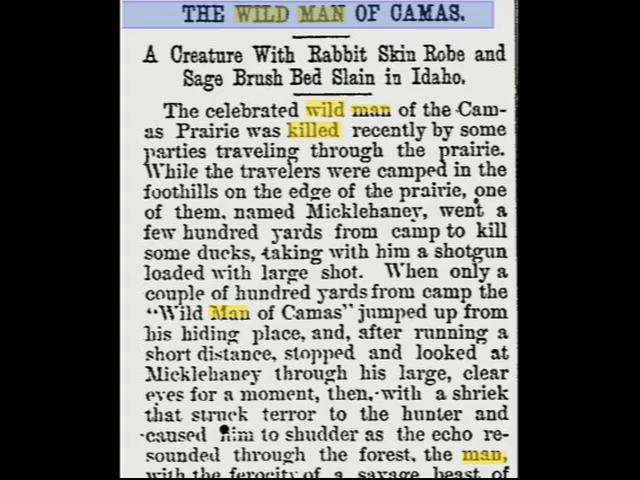 THE WILD MAN OF CAMAS.
A Creature With Rabbit Skin Robe and
Sage Brush Bed Slain in Idaho.
The celebrated wild man of the Cam-
as Prairie was killed recently by some
parties traveling through the prairie.
While the travelers were camped in the
foothills on the edge of the prairie, one
of them, named Micklehaney, went a
few hundred yards from camp to kill
some ducks, taking with him a shotgun
loaded with large shot. When only a
couple of hundred yards from camp the
"Wild Man of Camas" jumped up from
his hiding place, and, after running a
short distance, stopped and looked at
Micklehaney through his large, clear
eyes for a moment, then, with a shriek
that struck terror to the hunter and
caused him to shudder as the echo re-
sounded through the forest, the man,
with the ferocity of a savage beast of